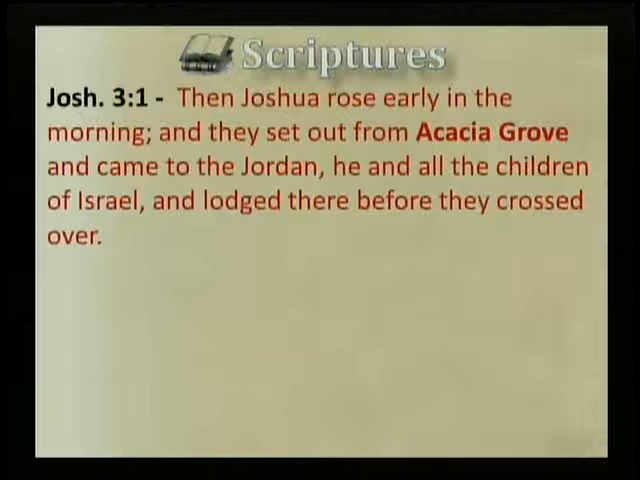 Scriptures
Josh. 3:1 - Then Joshua rose early in the
morning; and they set out from Acacia Grove
and came to the Jordan, he and all the children
of Israel, and lodged there before they crossed
over.